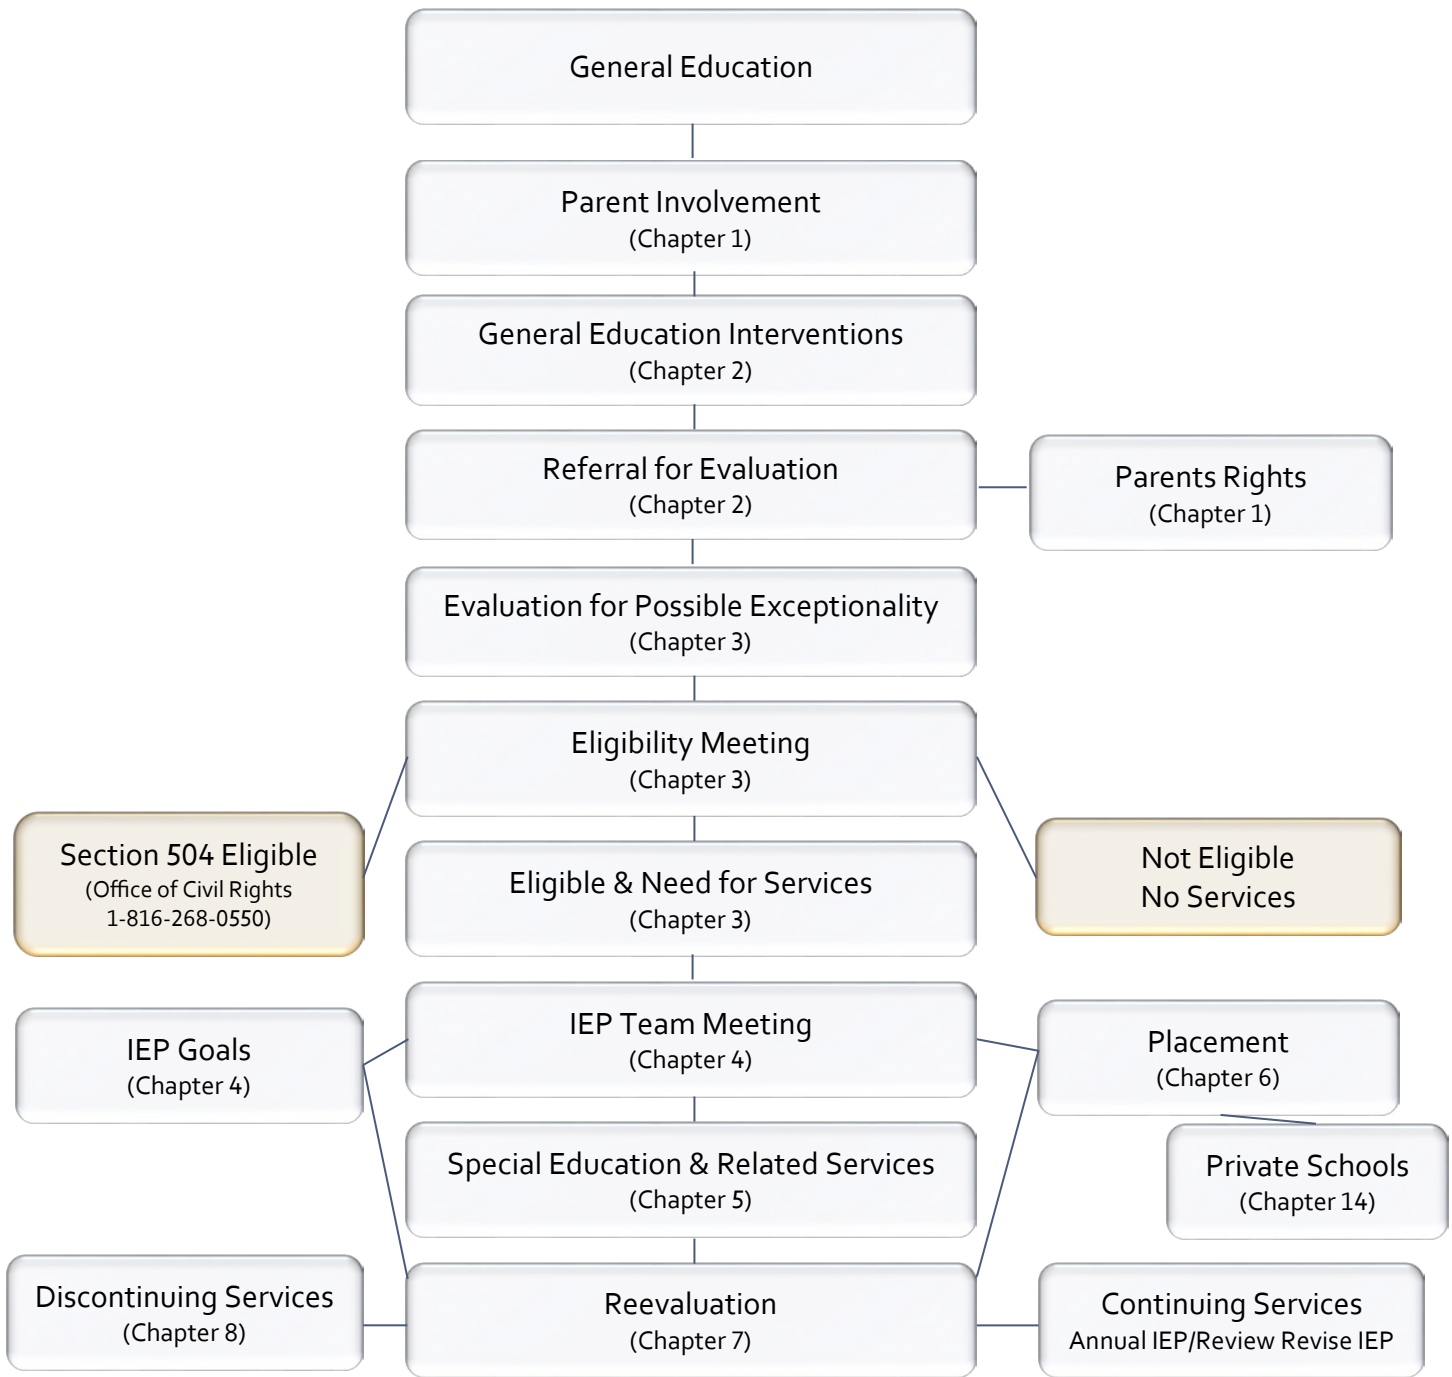 General Education
Parent Involvement
(Chapter 1)
General Education Interventions
(Chapter 2)
Referral for Evaluation
(Chapter 2)
Parents Rights
(Chapter 1)
Evaluation for Possible Exceptionality
(Chapter 3)
Eligibility Meeting
(Chapter 3)
Section 504 Eligible
(Office of Civil Rights
1-816-268-0550)
Eligible & Need for Services
(Chapter 3)
Not Eligible
No Services
IEP Goals
(Chapter 4)
IEP Team Meeting
(Chapter 4)
Placement
(Chapter 6)
Special Education & Related Services
(Chapter 5)
Private Schools
(Chapter 14)
Discontinuing Services
(Chapter 8)
Reevaluation
(Chapter 7)
Continuing Services
Annual IEP/Review Revise IEP